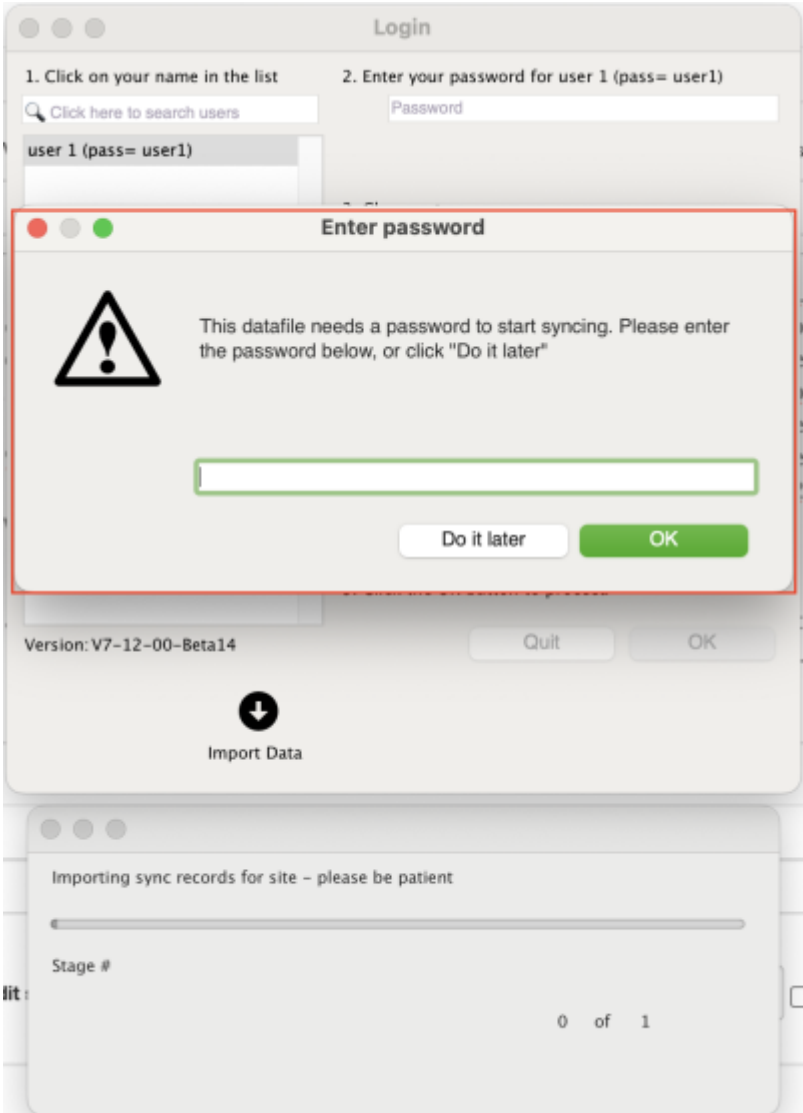 Login
1. Click on your name in the list
2. Enter your password for user 1 (pass= user1)
Click here to search users
Password
user 1 (pass= user1)
Enter password
This datafile needs a password to start syncing. Please enter
the password below, or click "Do it later"
Do it later
OK
Version: V7-12-00-Beta14
Quit
OK
Import Data
Importing sync records for site – please be patient
Stage #
0 of 1